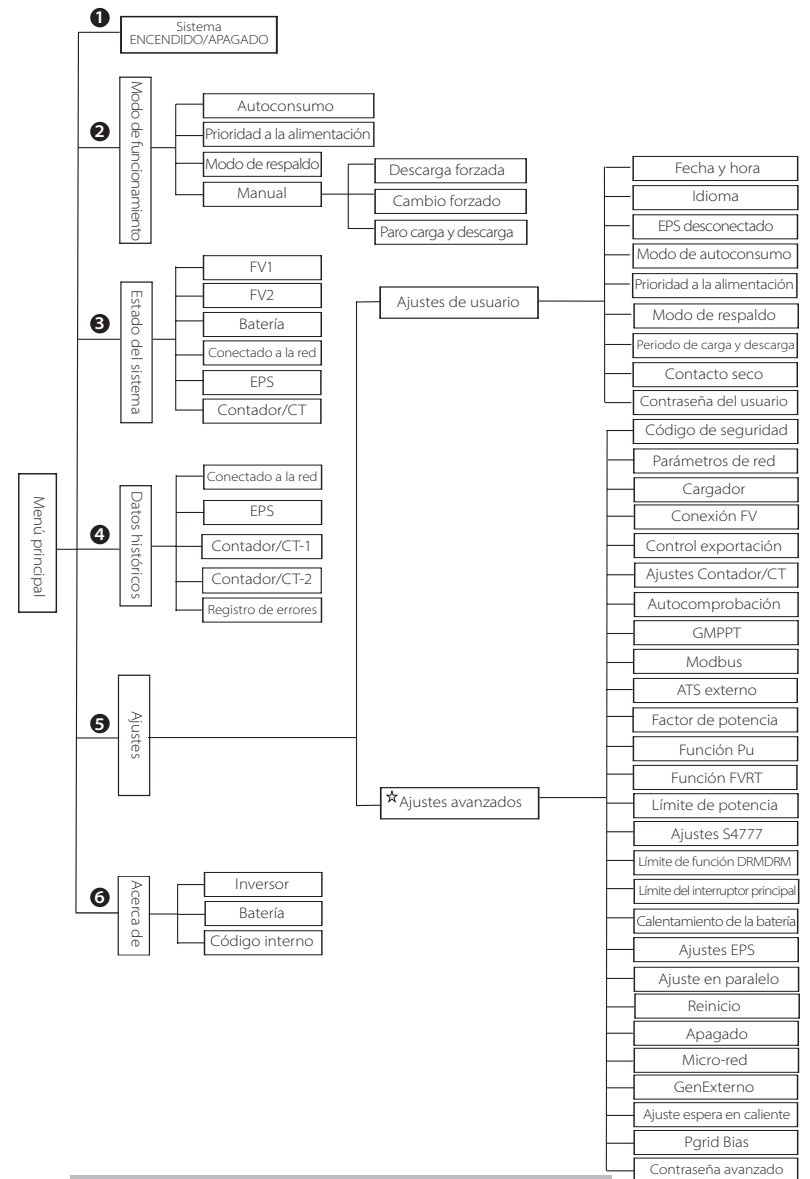 Menú principal
❶
Sistema
ENCENDIDO/APAGADO
❷
Modo de funcionamiento
Autoconsumo
Prioridad a la alimentación
Modo de respaldo
Manual
Descarga forzada
Cambio forzado
Paro carga y descarga
❸
Estado del sistema
FV1
FV2
Batería
Conectado a la red
EPS
Contador/CT
❹
Datos históricos
Conectado a la red
EPS
Contador/CT-1
Contador/CT-2
Registro de errores
❺
Ajustes
Ajustes de usuario
Fecha y hora
Idioma
EPS desconectado
Modo de autoconsumo
Prioridad a la alimentación
Modo de respaldo
Periodo de carga y descarga
Contacto seco
Contraseña del usuario
☆Ajustes avanzados
Código de seguridad
Parámetros de red
Cargador
Conexión FV
Control exportación
Ajustes Contador/CT
Autocomprobación
GMPPT
Modbus
ATS externo
Factor de potencia
Función Pu
Función FVRT
Límite de potencia
Ajustes S4777
Límite de función DRMDRM
Límite del interruptor principal
Calentamiento de la batería
Ajustes EPS
Ajuste en paralelo
Reinicio
Apagado
Micro-red
GenExterno
Ajuste espera en caliente
Pgrid Bias
Contraseña avanzado
❻
Acerca de
Inversor
Batería
Código interno